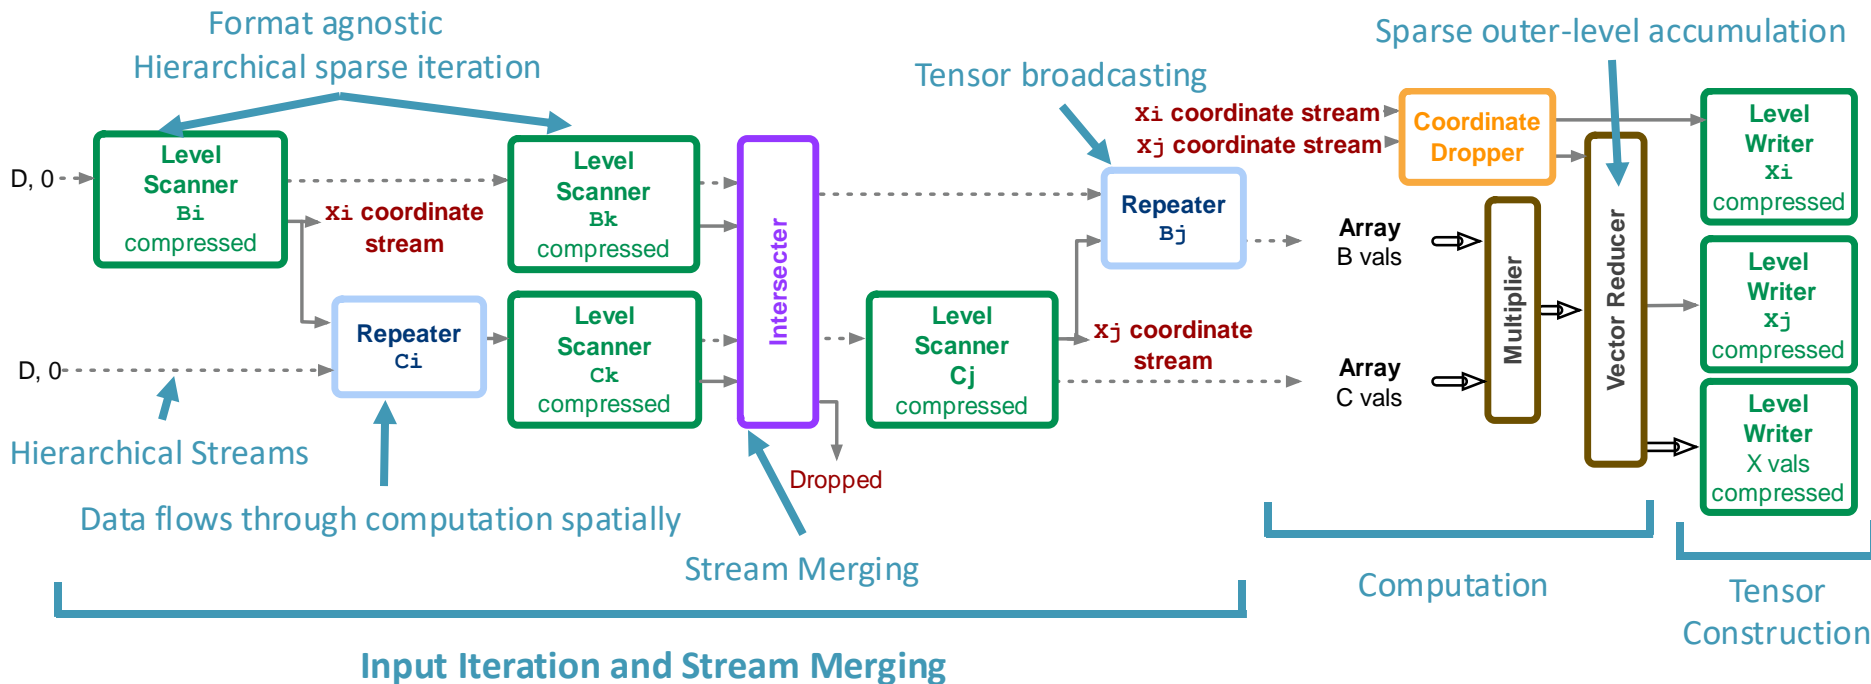 Format agnostic
Hierarchical sparse iteration
Tensor broadcasting
Sparse outer-level accumulation
D, 0
Level
Scanner
Bi
compressed
Xi coordinate
stream
Level
Scanner
Bk
compressed
Intersecter
Xi coordinate stream
Xj coordinate stream
Coordinate
Dropper
Level
Writer
Xi
compressed
Repeater
Bj
Array
B vals
Multiplier
Vector Reducer
Level
Writer
Xj
compressed
D, 0
Repeater
Ci
Level
Scanner
Ck
compressed
Level
Scanner
Cj
compressed
Xj coordinate
stream
Array
C vals
Level
Writer
X vals
compressed
Dropped
Hierarchical Streams
Data flows through computation spatially
Stream Merging
Computation
Tensor
Construction
Input Iteration and Stream Merging